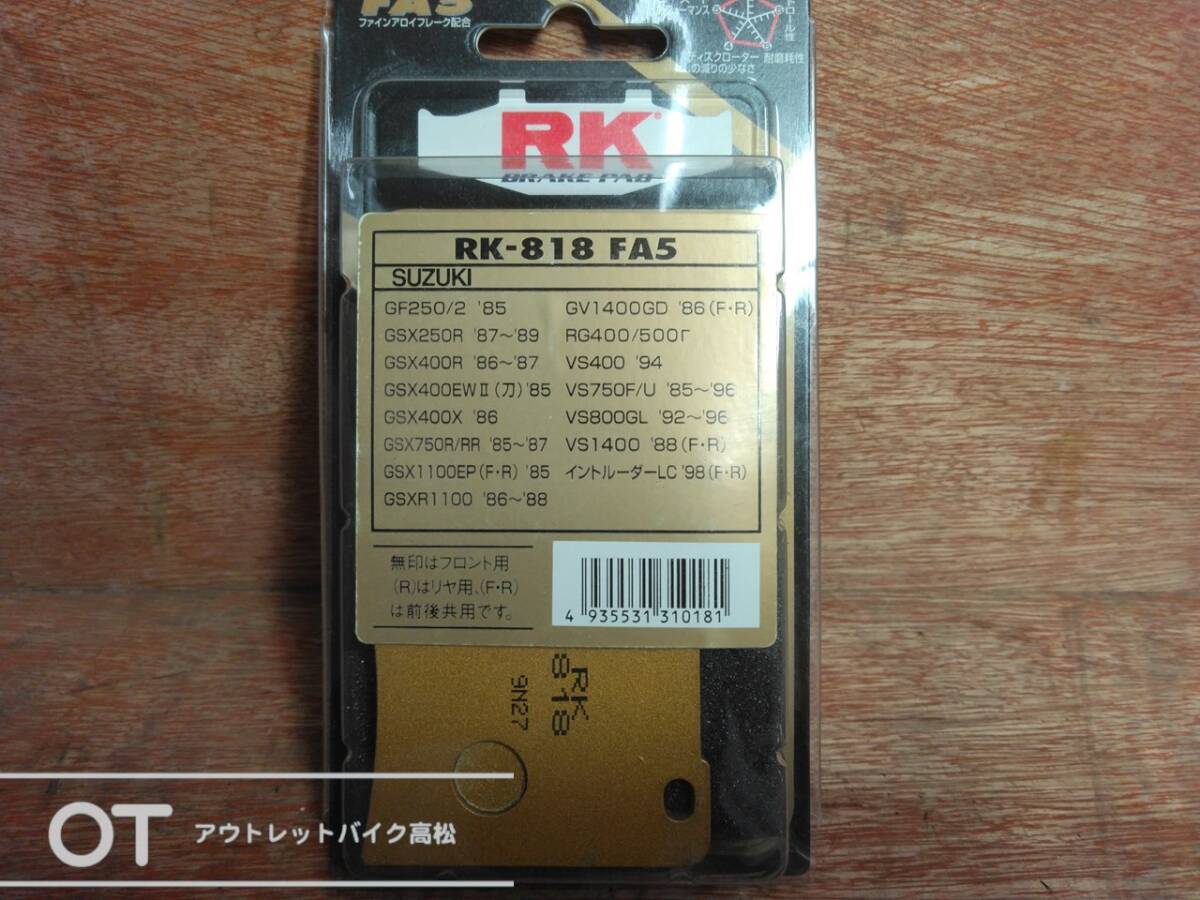 FA5
ファインアロイフレーク配合
ロール性
ディスクローター 耐磨耗性
の減りの少なさ
RK
BRAKE PAD
RK-818 FA5
SUZUKI
GF250/2 '85
GSX250R '87〜'89
GSX400R '86〜'87
GSX400EWⅡ(刀)'85
GSX400X '86
GSX750R/RR '85〜'87
GSX1100EP(F・R) '85
GSXR1100 '86〜'88
GV1400GD '86(F・R)
RG400/500Γ
VS400 '94
VS750F/U '85〜'96
VS800GL '92〜'96
VS1400 '88(F・R)
イントルーダーLC '98(F・R)
無印はフロント用
(R)はリヤ用、(F・R)
は前後共用です。
4 935531 310181
RK
818
9N27
OT アウトレットバイク高松